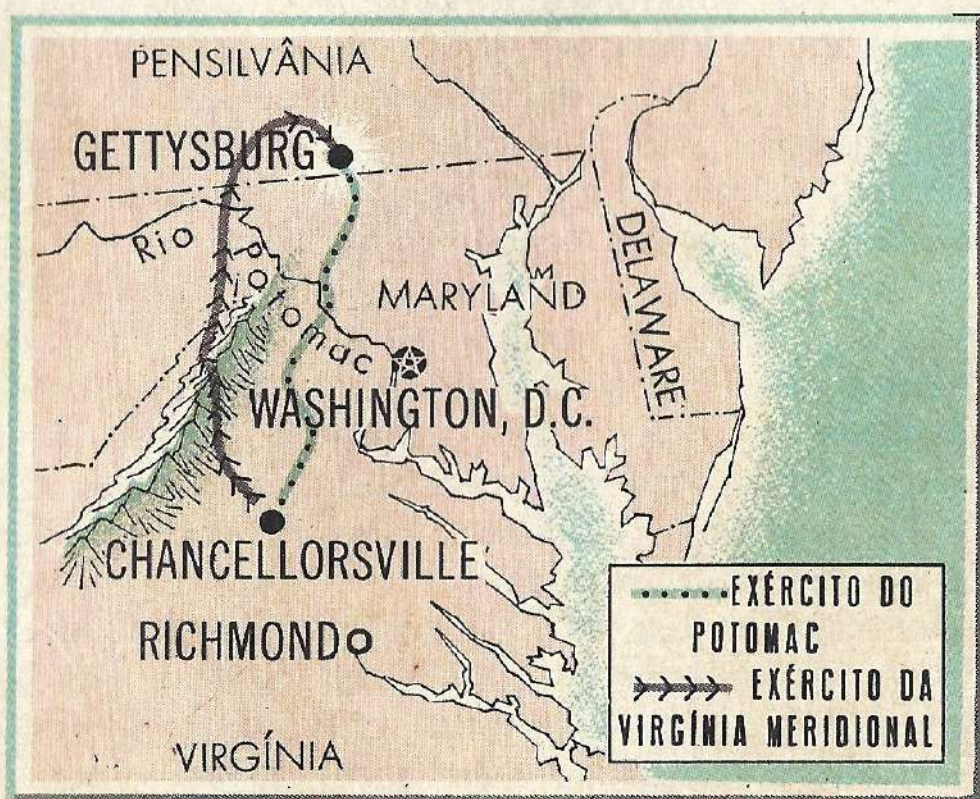 PENSILVÂNIA
GETTYSBURG
Rio Potomac
MARYLAND
DELAWARE
WASHINGTON, D.C.
CHANCELLORSVILLE
RICHMOND
VIRGÍNIA
EXÉRCITO DO
POTOMAC
EXÉRCITO DA
VIRGÍNIA MERIDIONAL